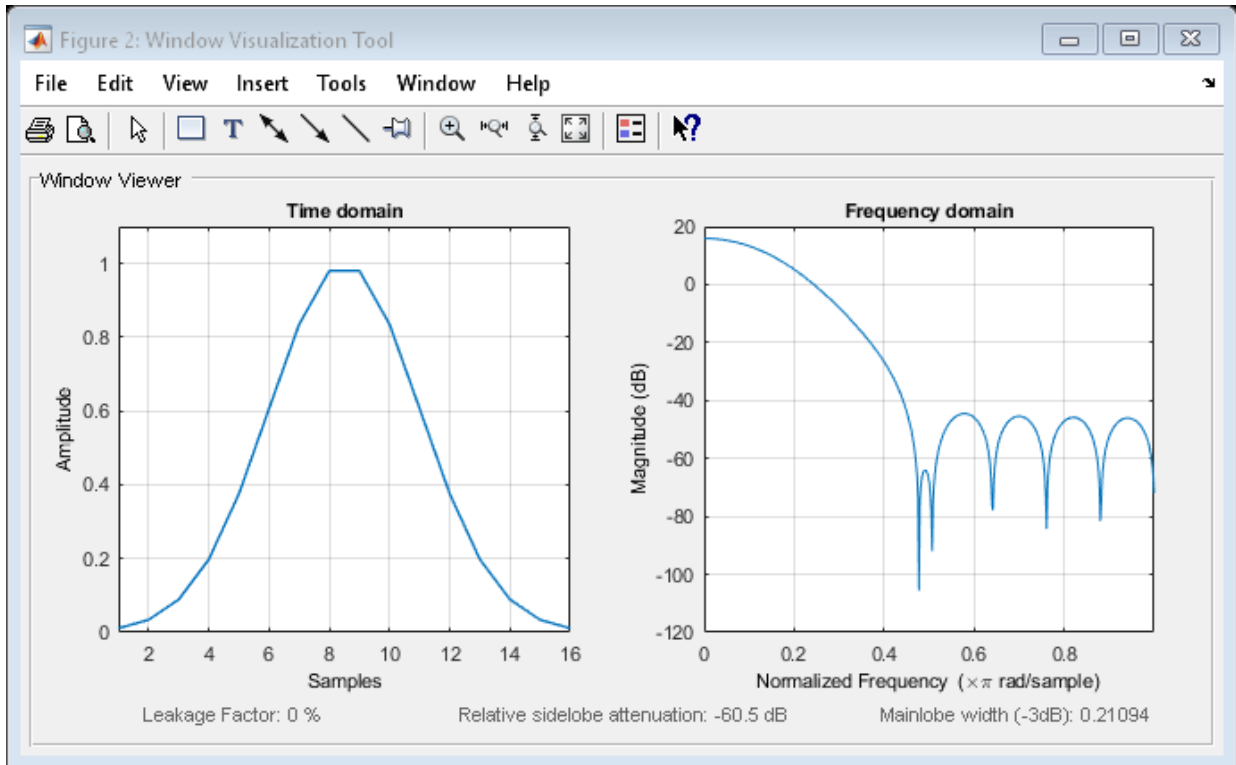 Figure 2: Window Visualization Tool
File Edit View Insert Tools Window Help
T
?
Window Viewer
Time domain
Amplitude
1
0.8
0.6
0.4
0.2
0
2 4 6 8 10 12 14 16
Samples
Frequency domain
Magnitude (dB)
20
0
-20
-40
-60
-80
-100
-120
0 0.2 0.4 0.6 0.8
Normalized Frequency (×π rad/sample)
Leakage Factor: 0 %
Relative sidelobe attenuation: -60.5 dB
Mainlobe width (-3dB): 0.21094